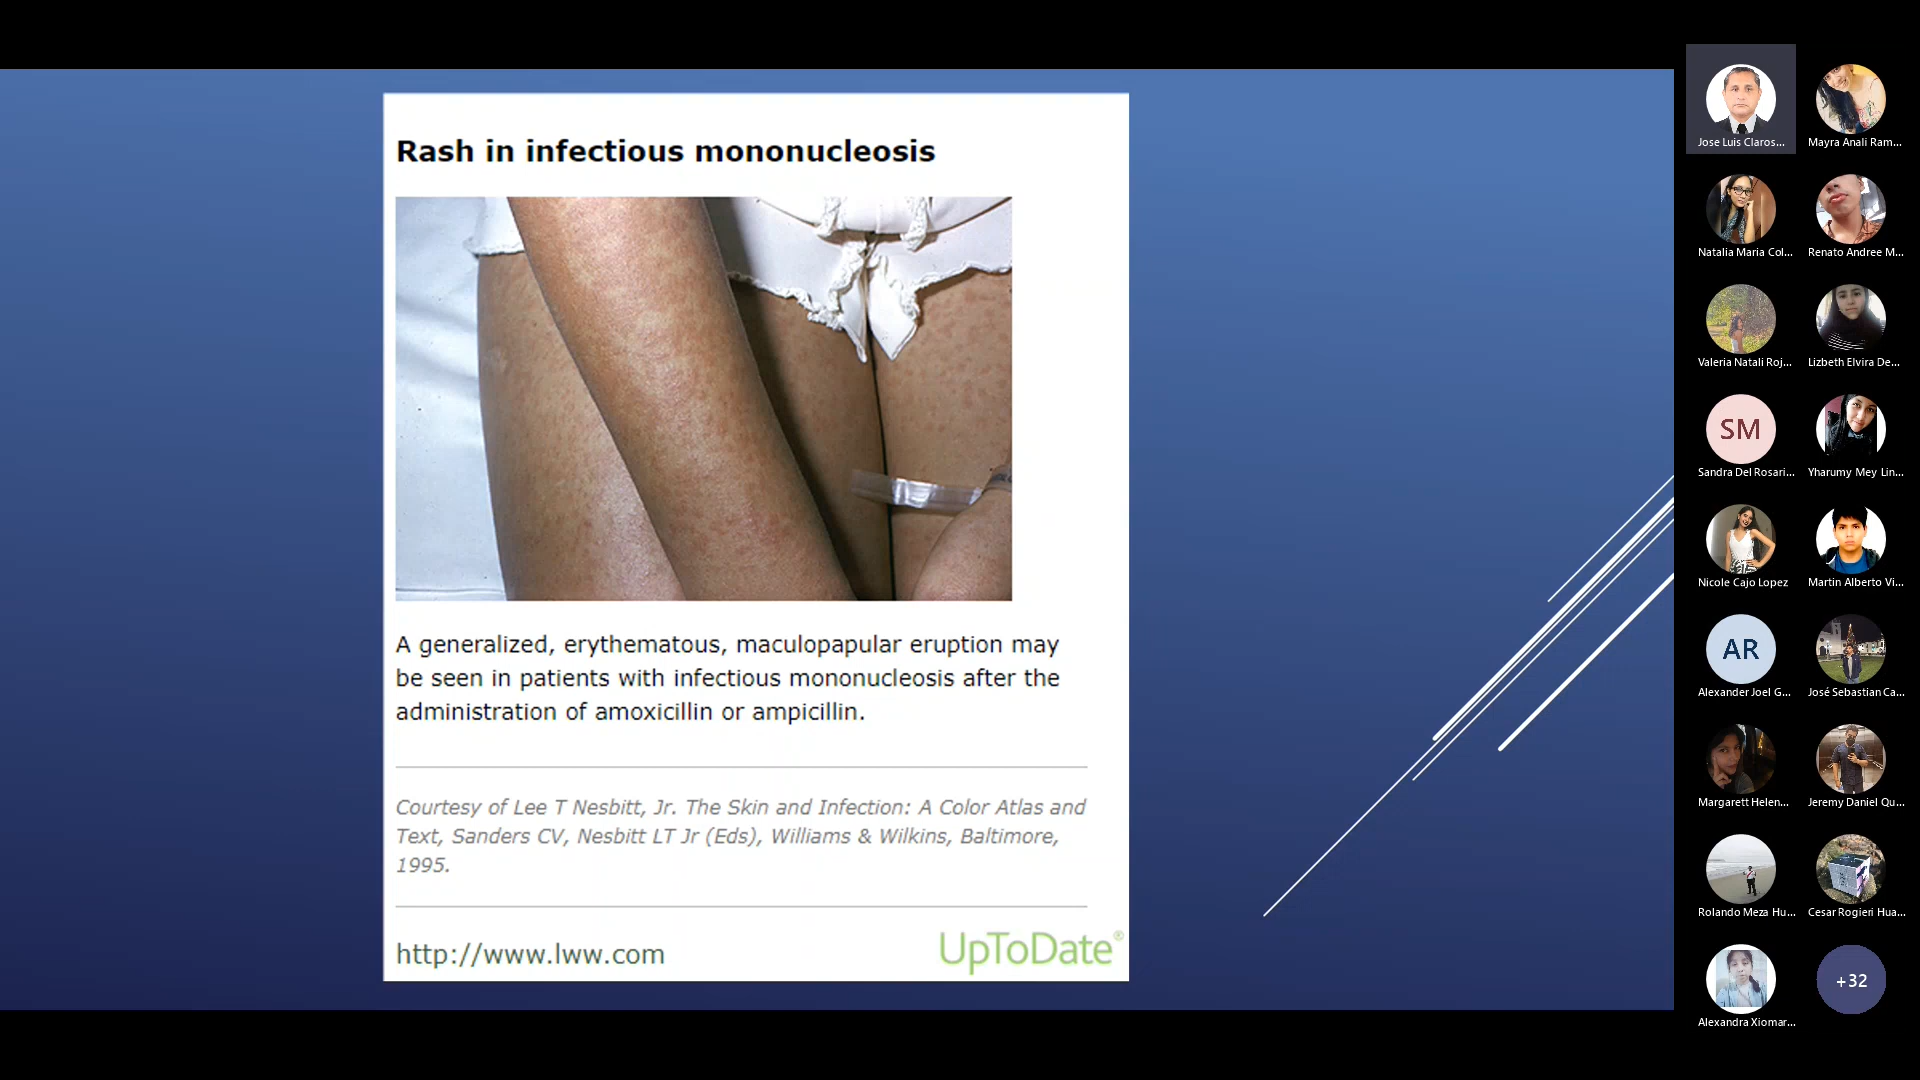 Rash in infectious mononucleosis
A generalized, erythematous, maculopapular eruption may
be seen in patients with infectious mononucleosis after the
administration of amoxicillin or ampicillin.
Courtesy of Lee T Nesbitt, Jr. The Skin and Infection: A Color Atlas and
Text, Sanders CV, Nesbitt LT Jr (Eds), Williams & Wilkins, Baltimore,
1995.
http://www.lww.com
UpToDate®
Jose Luis Claros...
Mayra Anali Ram...
Natalia Maria Col...
Renato Andree M...
Valeria Natali Roj...
Lizbeth Elvira De...
SM
Sandra Del Rosari...
Yharumy Mey Lin...
Nicole Cajo Lopez
Martin Alberto Vi...
AR
Alexander Joel G...
José Sebastian Ca...
Margarett Helen...
Jeremy Daniel Qu...
Rolando Meza Hu...
Cesar Rogieri Hua...
Alexandra Xiomar...
+32